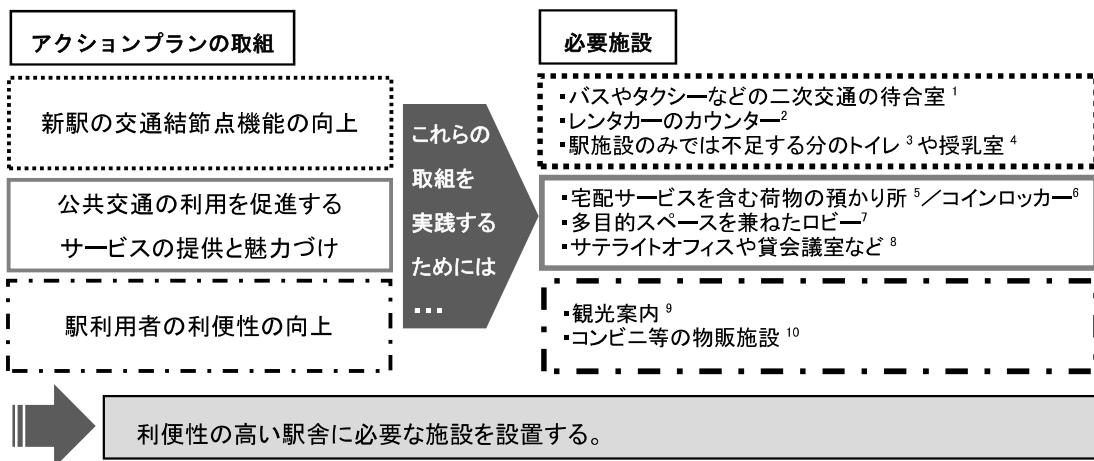 アクションプランの取組
新駅の交通結節点機能の向上
公共交通の利用を促進する
サービスの提供と魅力づけ
駅利用者の利便性の向上
これらの
取組を
実践する
ためには
…
必要施設
▪バスやタクシーなどの二次交通の待合室 1
▪レンタカーのカウンター2
▪駅施設のみでは不足する分のトイレ 3 や授乳室 4
▪宅配サービスを含む荷物の預かり所 5／コインロッカー6
▪多目的スペースを兼ねたロビー7
▪サテライトオフィスや貸会議室など 8
▪観光案内 9
▪コンビニ等の物販施設 10
利便性の高い駅舎に必要な施設を設置する。